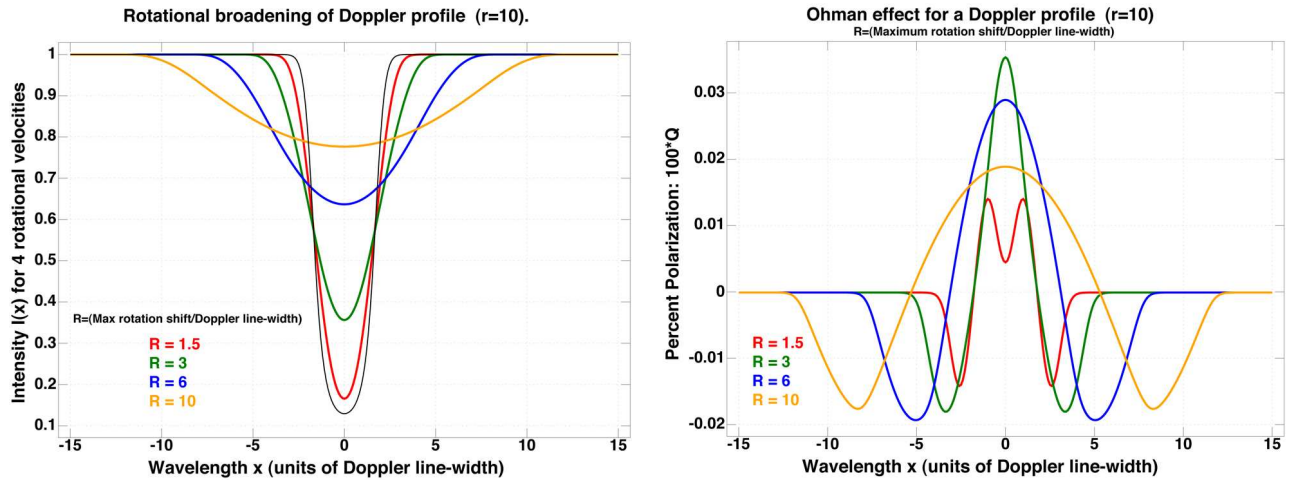 Rotational broadening of Doppler profile (r=10).
1
0.9
0.8
0.7
0.6
0.5
0.4
0.3
0.2
0.1
Intensity I(x) for 4 rotational velocities
R=(Max rotation shift/Doppler line-width)
R = 1.5
R = 3
R = 6
R = 10
-15 -10 -5 0 5 10 15
Wavelength x (units of Doppler line-width)
Ohman effect for a Doppler profile (r=10)
R=(Maximum rotation shift/Doppler line-width)
0.03
0.02
0.01
0
-0.01
-0.02
Percent Polarization: 100*Q
R = 1.5
R = 3
R = 6
R = 10
-15 -10 -5 0 5 10 15
Wavelength x (units of Doppler line-width)